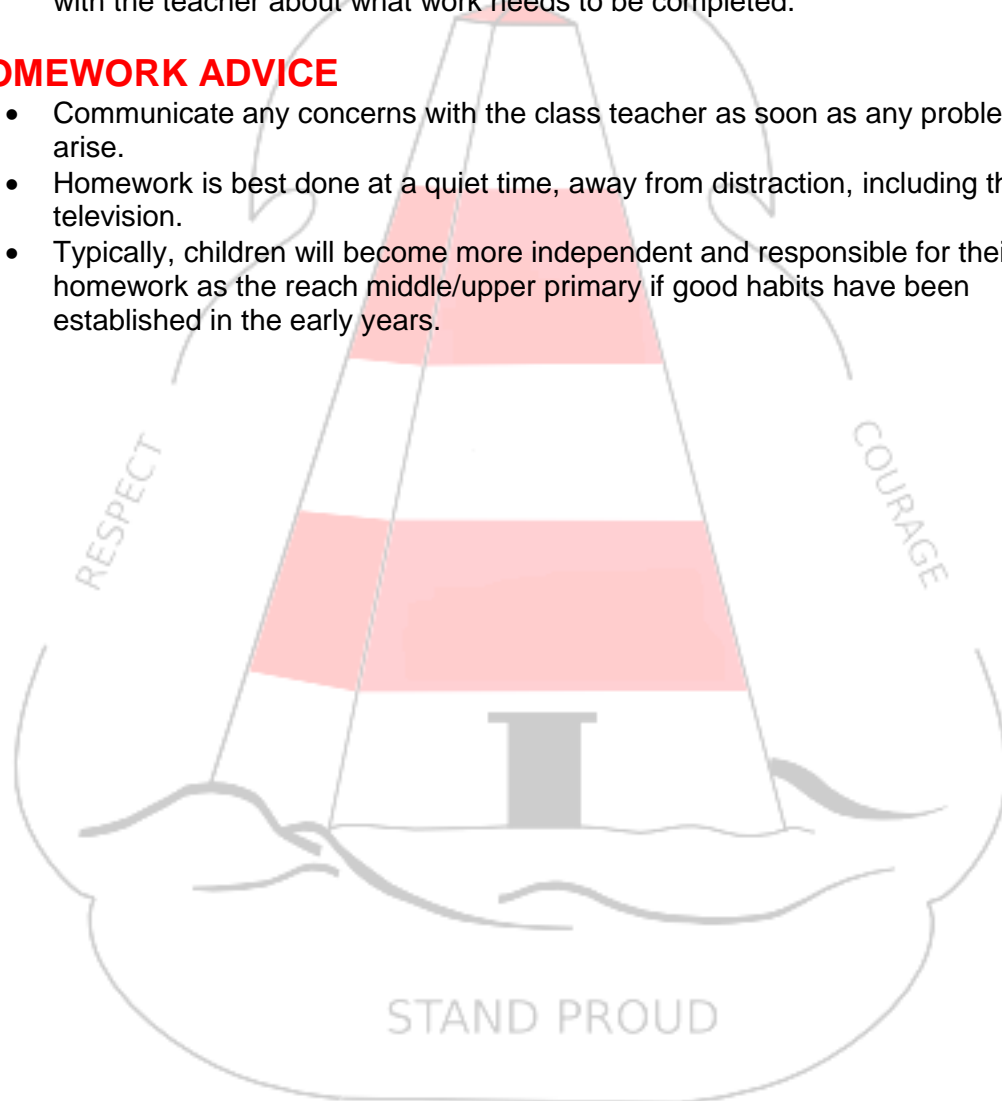 with the teacher about what work needs to be completed.
OMEWORK ADVICE
• Communicate any concerns with the class teacher as soon as any proble
arise.
• Homework is best done at a quiet time, away from distraction, including th
television.
• Typically, children will become more independent and responsible for thei
homework as the reach middle/upper primary if good habits have been
established in the early years.
RESPECT
COURAGE
STAND PROUD